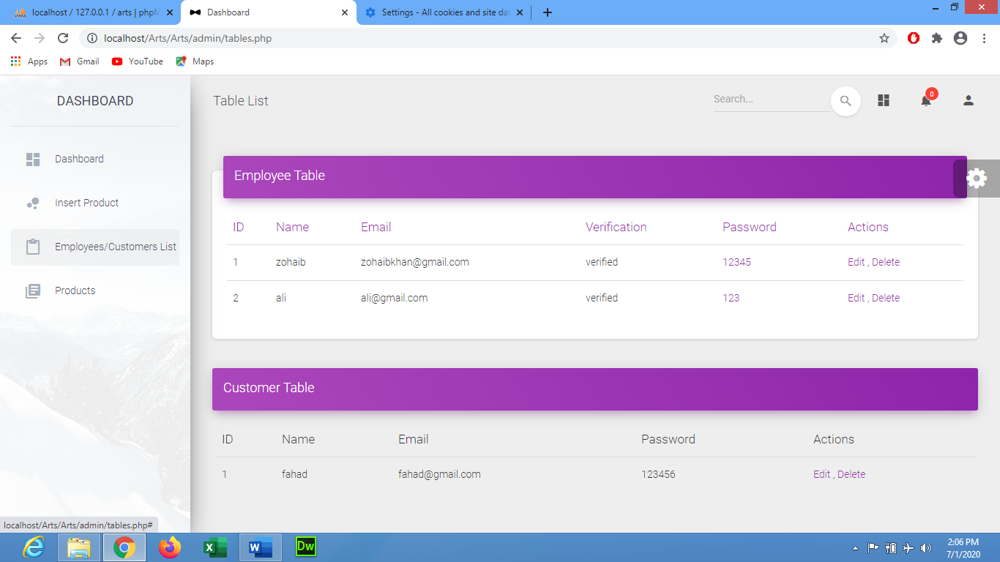 localhost / 127.0.0.1 / arts | phpM
Dashboard
Settings - All cookies and site da
localhost/Arts/Arts/admin/tables.php
Apps
Gmail
YouTube
Maps
DASHBOARD
Table List
Search...
0
Dashboard
Insert Product
Employees/Customers List
Products
Employee Table
ID Name Email Verification Password Actions
1 zohaib zohaibkhan@gmail.com verified 12345 Edit , Delete
2 ali ali@gmail.com verified 123 Edit , Delete
Customer Table
ID Name Email Password Actions
1 fahad fahad@gmail.com 123456 Edit , Delete
localhost/Arts/Arts/admin/tables.php#
Dw
2:06 PM
7/1/2020